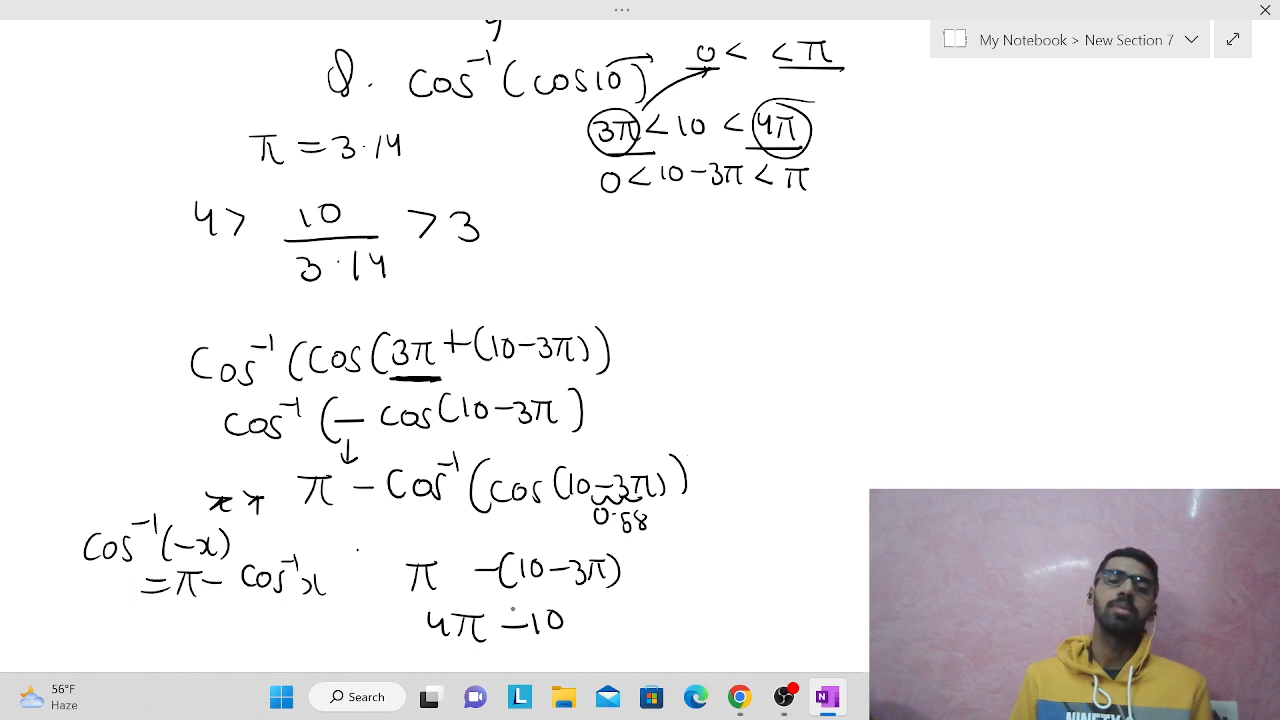 My Notebook > New Section 7
Q. cos⁻¹(cos10)
0 < < π
π = 3.14
3π < 10 < 4π
0 < 10-3π < π
4 > 10/3.14 > 3
cos⁻¹(cos(3π+(10-3π))
cos⁻¹(- cos(10-3π)
π - cos⁻¹(cos(10-3π))
0.58
cos⁻¹(-x)
= π - cos⁻¹x
π -(10-3π)
4π -10
NINETY
56°F
Haze
Search